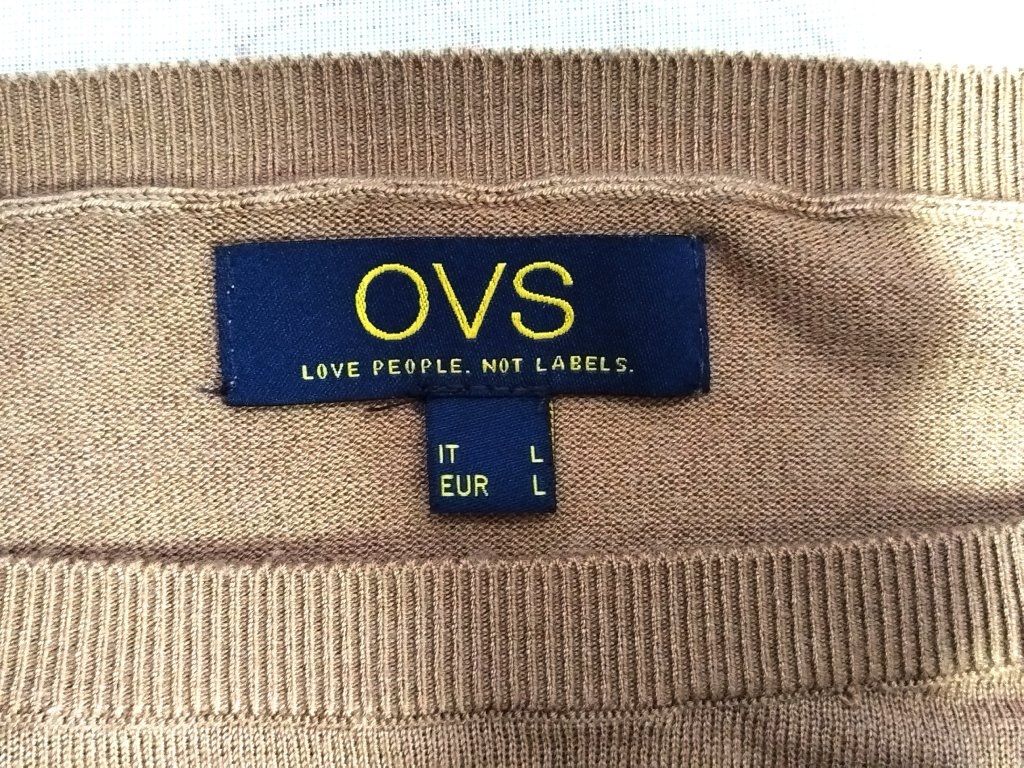 OVS
LOVE PEOPLE. NOT LABELS.
IT L
EUR L